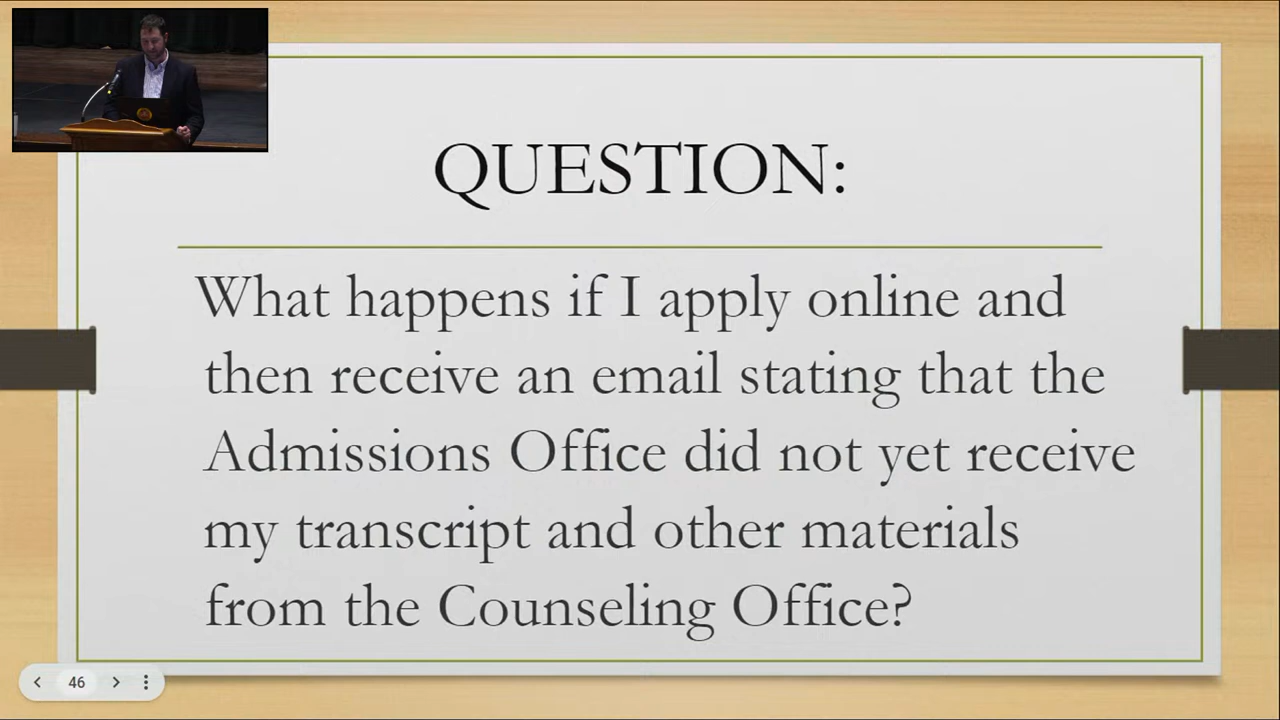 QUESTION:
What happens if I apply online and
then receive an email stating that the
Admissions Office did not yet receive
my transcript and other materials
from the Counseling Office?
46